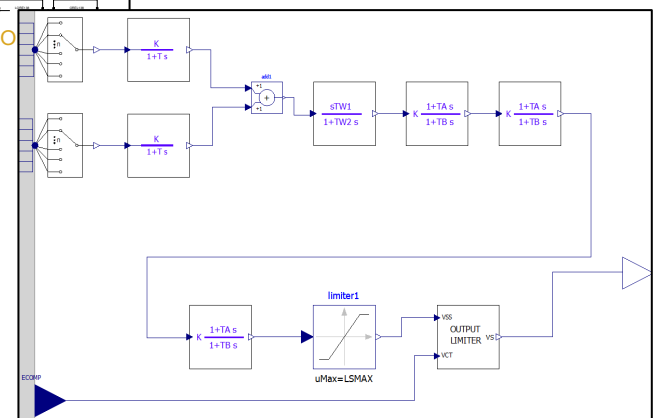 O
n
K
1+T s
add1
+1
+
+1
sTW1
1+TW2 s
K
1+TA s
1+TB s
K
1+TA s
1+TB s
n
K
1+T s
K
1+TA s
1+TB s
limiter1
uMax=LSMAX
VSS
OUTPUT
LIMITER
VS
VCT
ECOMP